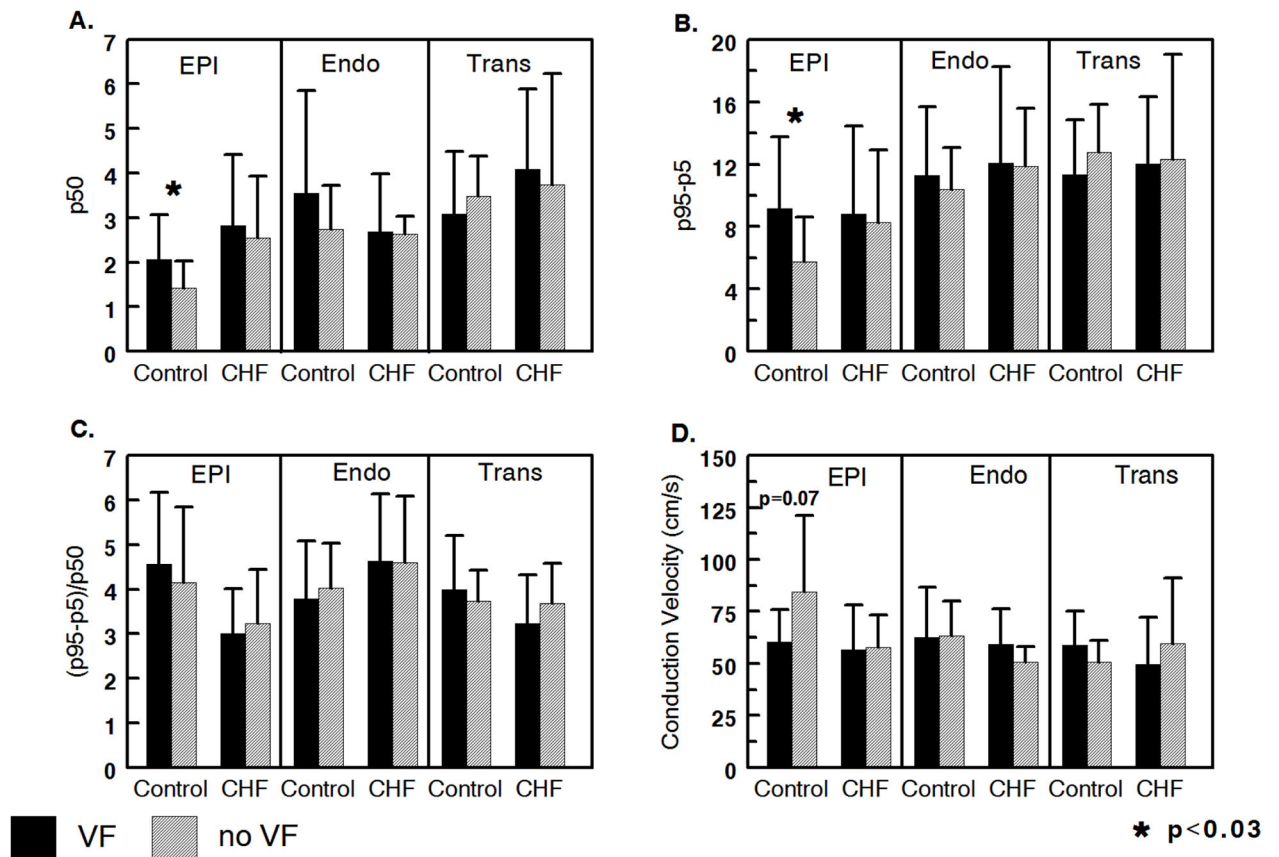 A.
7
6
5
4
3
2
1
0
p50
EPI
Endo
Trans
*
Control CHF Control CHF Control CHF
B.
20
16
12
8
4
0
p95-p5
EPI
Endo
Trans
*
Control CHF Control CHF Control CHF
C.
7
6
5
4
3
2
1
0
(p95-p5)/p50
EPI
Endo
Trans
Control CHF Control CHF Control CHF
D.
150
125
100
75
50
25
0
Conduction Velocity (cm/s)
EPI
Endo
Trans
p=0.07
Control CHF Control CHF Control CHF
VF no VF
* p<0.03